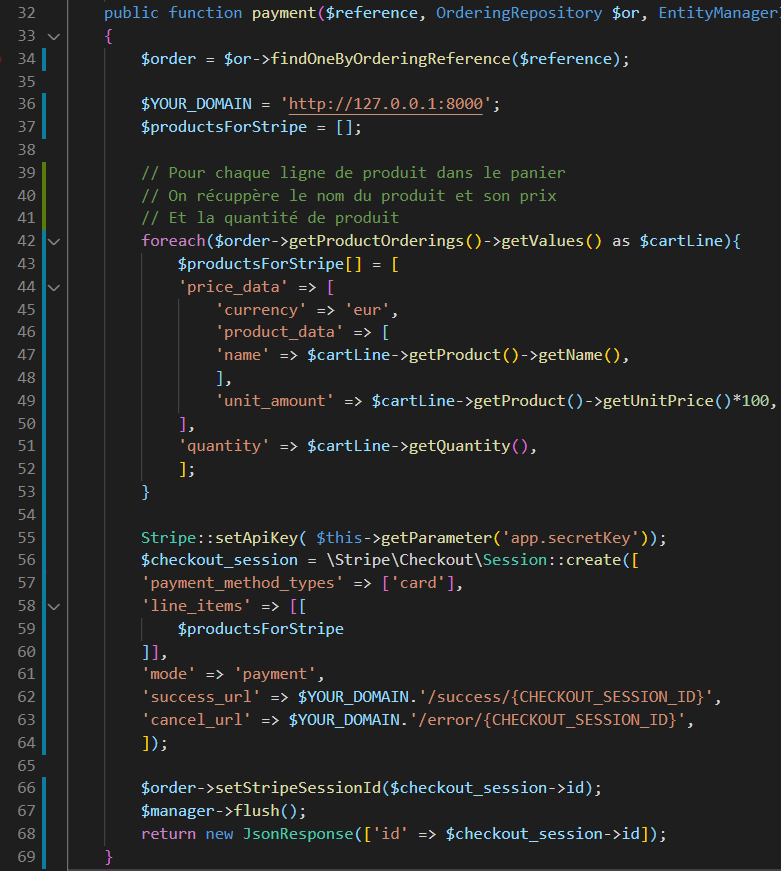 32 public function payment($reference, OrderingRepository $or, EntityManager
33 {
34 $order = $or->findOneByOrderingReference($reference);
35
36 $YOUR_DOMAIN = 'http://127.0.0.1:8000';
37 $productsForStripe = [];
38
39 // Pour chaque ligne de produit dans le panier
40 // On récuppère le nom du produit et son prix
41 // Et la quantité de produit
42 foreach($order->getProductOrderings()->getValues() as $cartLine){
43 $productsForStripe[] = [
44 'price_data' => [
45 'currency' => 'eur',
46 'product_data' => [
47 'name' => $cartLine->getProduct()->getName(),
48 ],
49 'unit_amount' => $cartLine->getProduct()->getUnitPrice()*100,
50 ],
51 'quantity' => $cartLine->getQuantity(),
52 ];
53 }
54
55 Stripe::setApiKey( $this->getParameter('app.secretKey'));
56 $checkout_session = \Stripe\Checkout\Session::create([
57 'payment_method_types' => ['card'],
58 'line_items' => [[
59 $productsForStripe
60 ]],
61 'mode' => 'payment',
62 'success_url' => $YOUR_DOMAIN.'/success/{CHECKOUT_SESSION_ID}',
63 'cancel_url' => $YOUR_DOMAIN.'/error/{CHECKOUT_SESSION_ID}',
64 ]);
65
66 $order->setStripeSessionId($checkout_session->id);
67 $manager->flush();
68 return new JsonResponse(['id' => $checkout_session->id]);
69 }